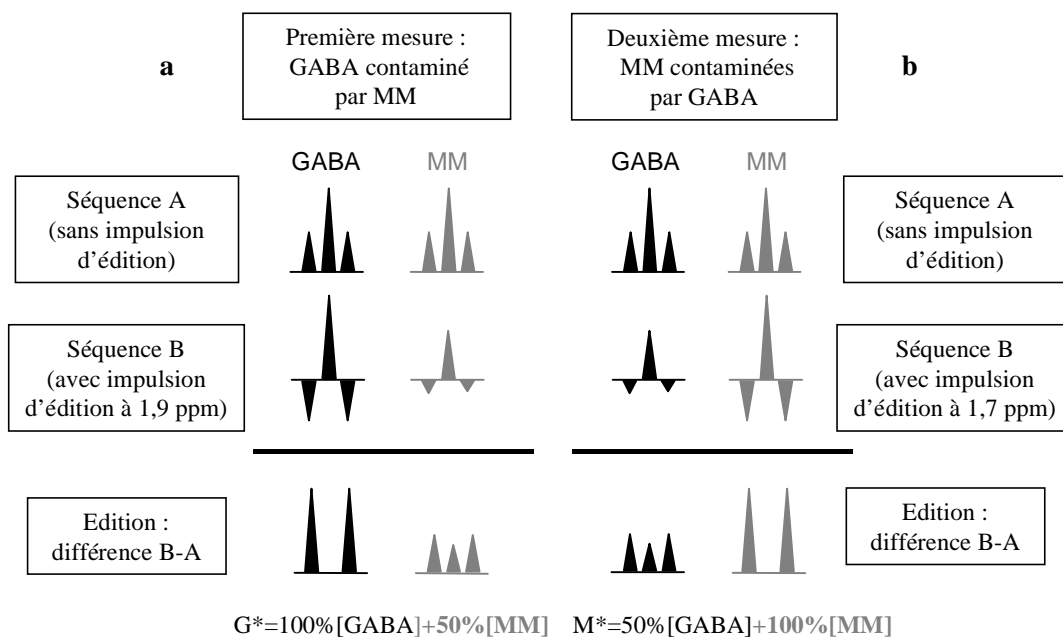 a
Première mesure :
GABA contaminé
par MM
Deuxième mesure :
MM contaminées
par GABA
b
GABA MM GABA MM
Séquence A
(sans impulsion
d'édition)
Séquence A
(sans impulsion
d'édition)
Séquence B
(avec impulsion
d'édition à 1,9 ppm)
Séquence B
(avec impulsion
d'édition à 1,7 ppm)
Edition :
différence B-A
Edition :
différence B-A
G*=100%[GABA]+50%[MM] M*=50%[GABA]+100%[MM]